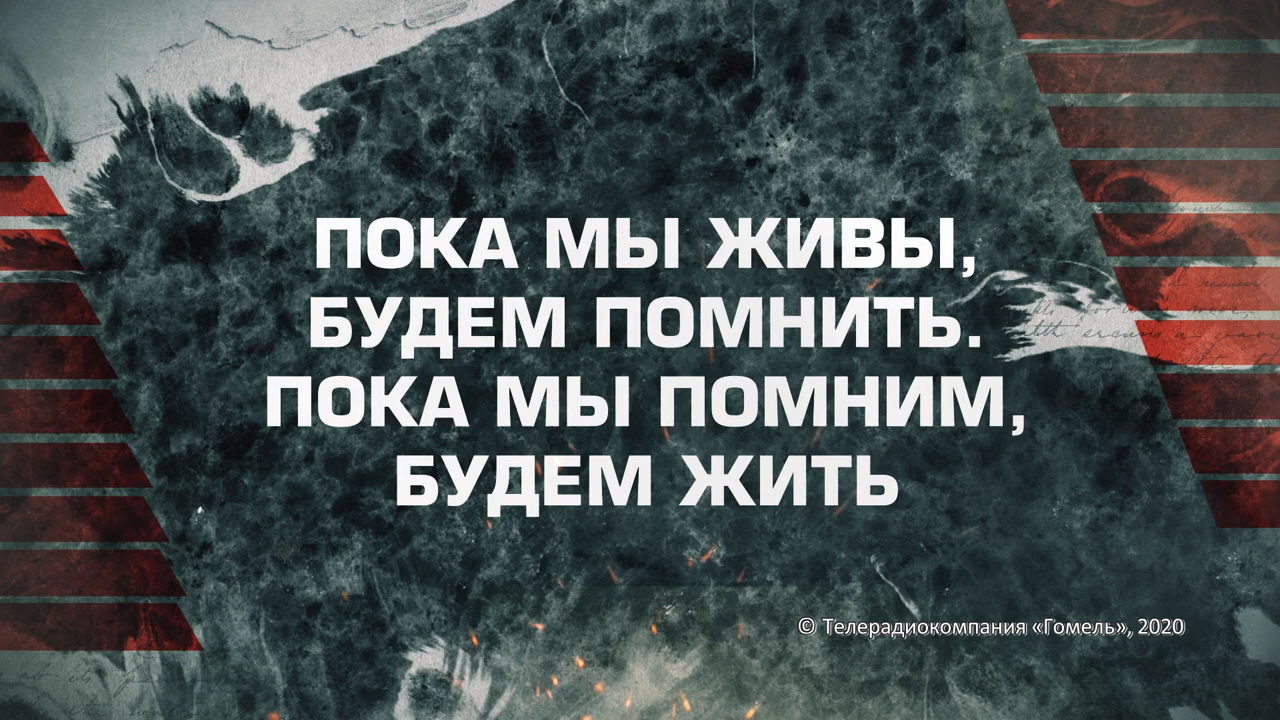 ПОКА МЫ ЖИВЫ,
БУДЕМ ПОМНИТЬ.
ПОКА МЫ ПОМНИМ,
БУДЕМ ЖИТЬ
© Телерадиокомпания «Гомель», 2020